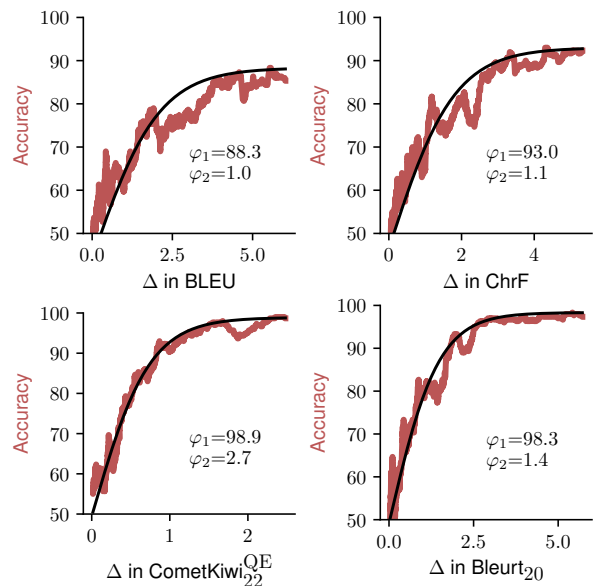 100
90
80
70
60
50
Accuracy
φ₁=88.3
φ₂=1.0
0.0 2.5 5.0
Δ in BLEU
100
90
80
70
60
50
Accuracy
φ₁=93.0
φ₂=1.1
0 2 4
Δ in ChrF
100
90
80
70
60
50
Accuracy
φ₁=98.9
φ₂=2.7
0 1 2
Δ in CometKiwi₂₂^QE
100
90
80
70
60
50
Accuracy
φ₁=98.3
φ₂=1.4
0.0 2.5 5.0
Δ in Bleurt₂₀